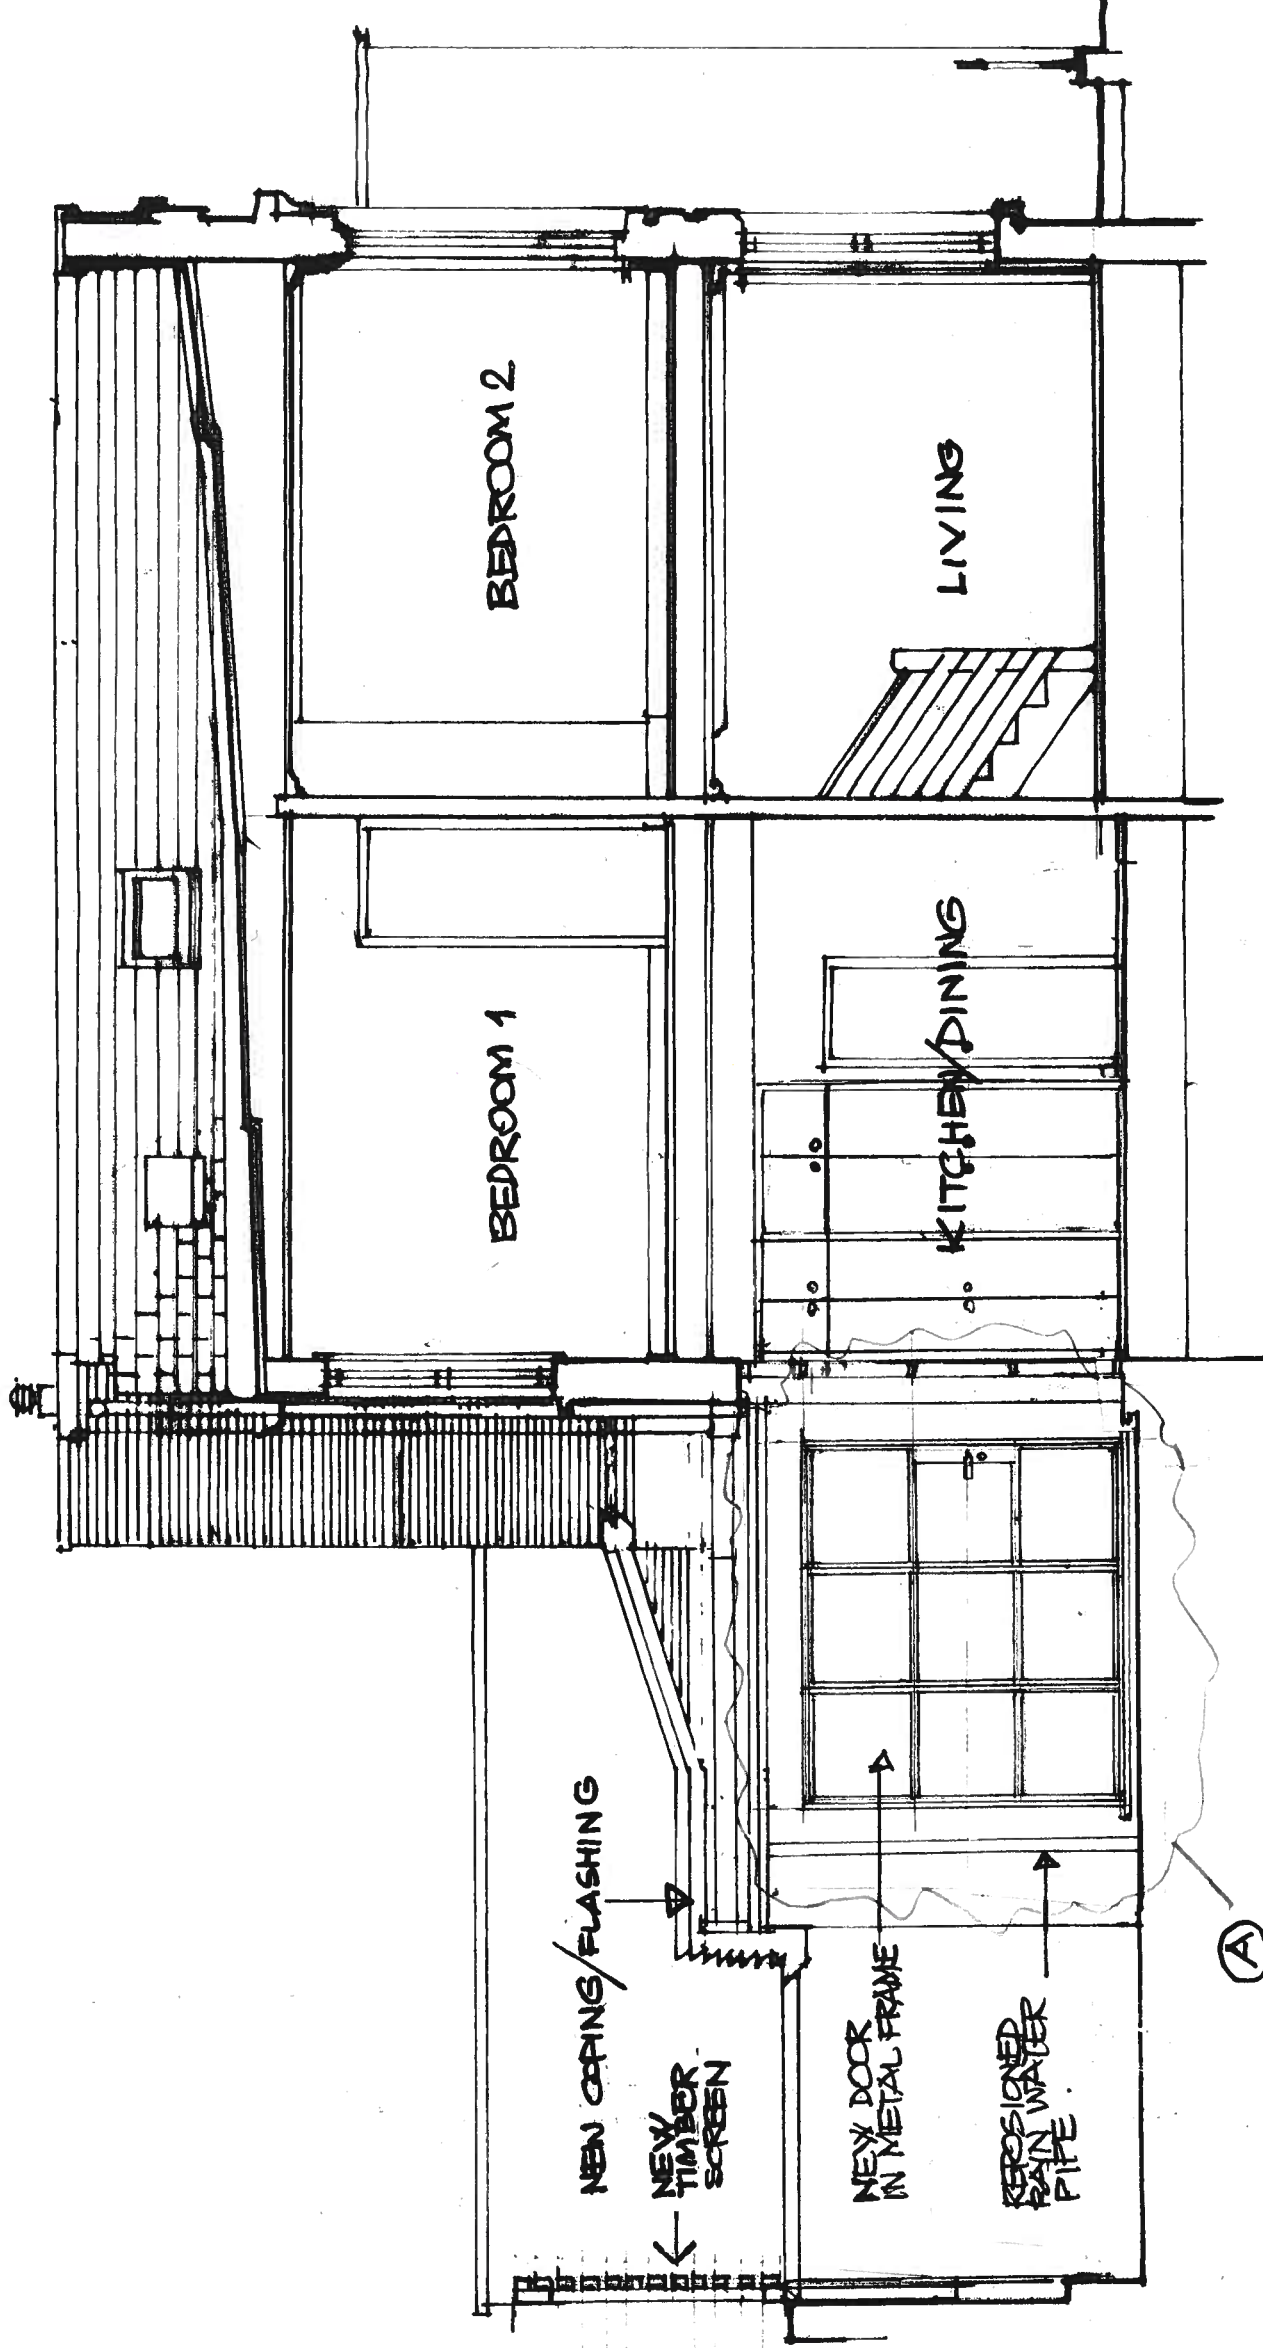 BEDROOM 1
BEDROOM 2
NEW COPING/FLASHING
NEW
TIMBER
SCREEN
KITCHEN/DINING
LIVING
NEW DOOR
IN METAL FRAME
REPOSIONED
RAIN WATER
PIPE.
A